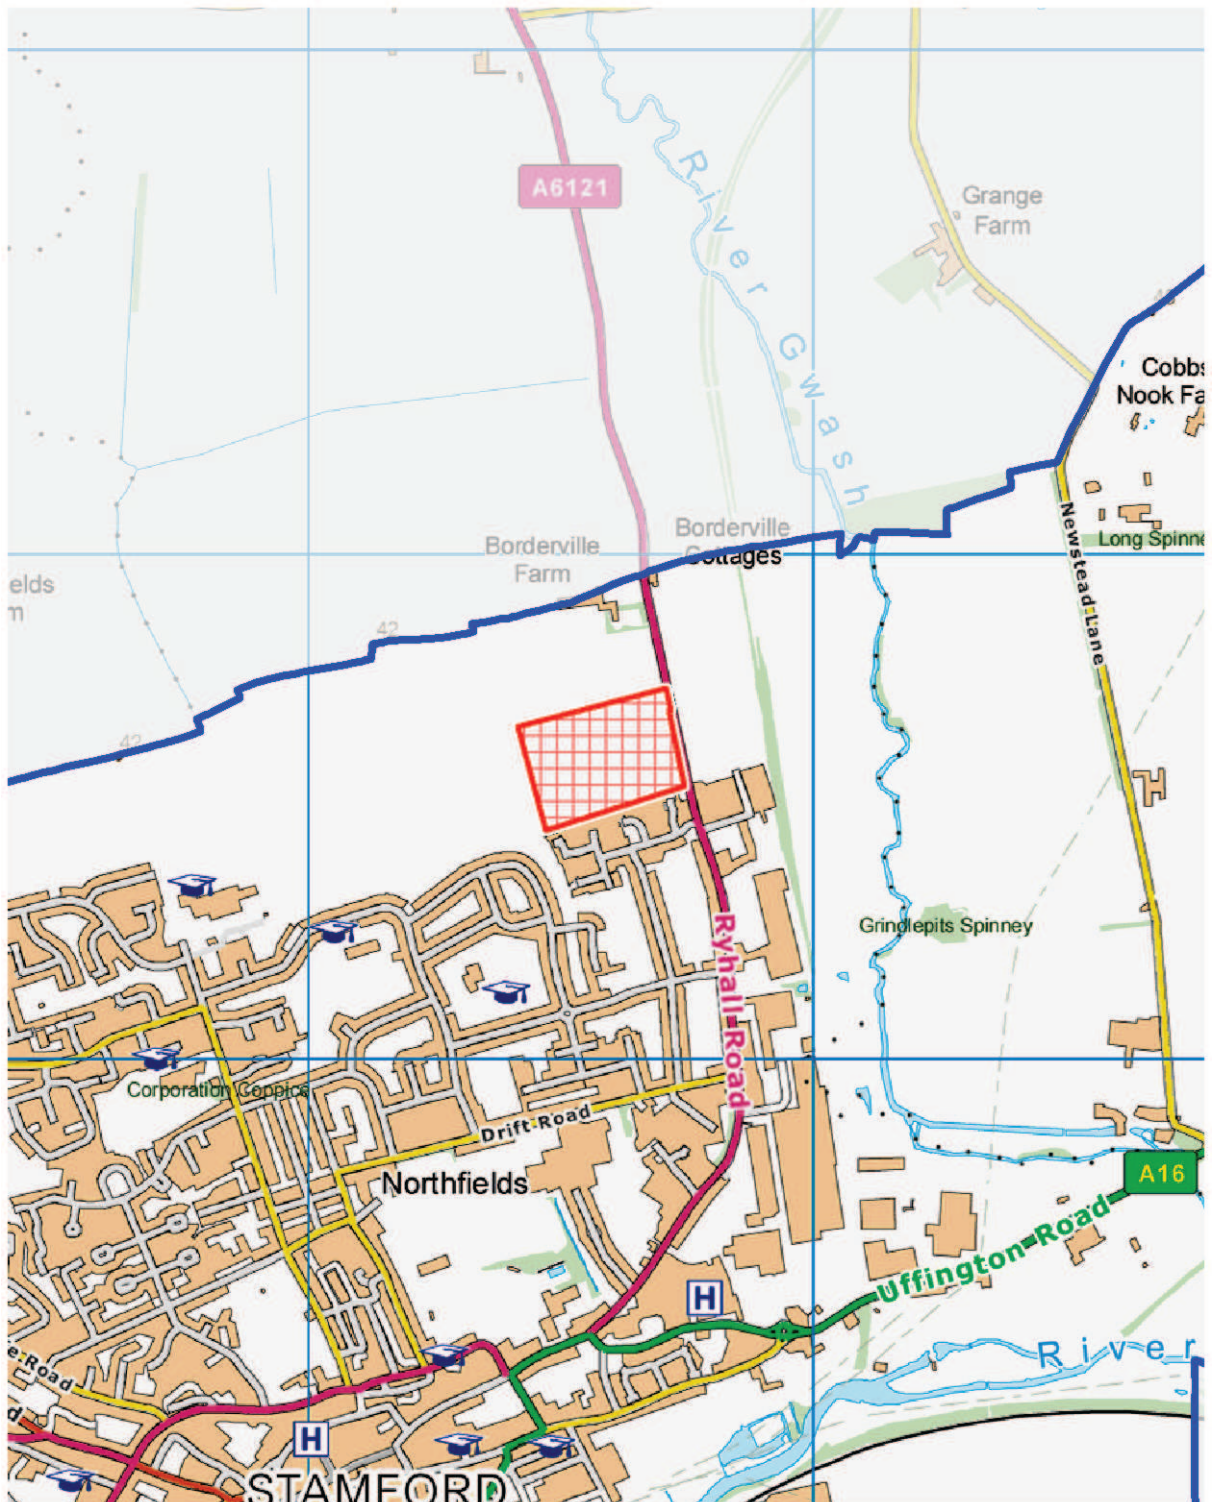 A6121
River Gwash
Grange
Farm
40
Cobbs
Nook Fa
Newstead Lane
Long Spinne
Borderville
Farm
Borderville
Cottages
elds
m
42
42
Grindlepits Spinney
Ryhall Road
Corporation Coppice
Drift Road
Northfields
A16
Uffington Road
H
River
e Road
d
H
STAMFORD